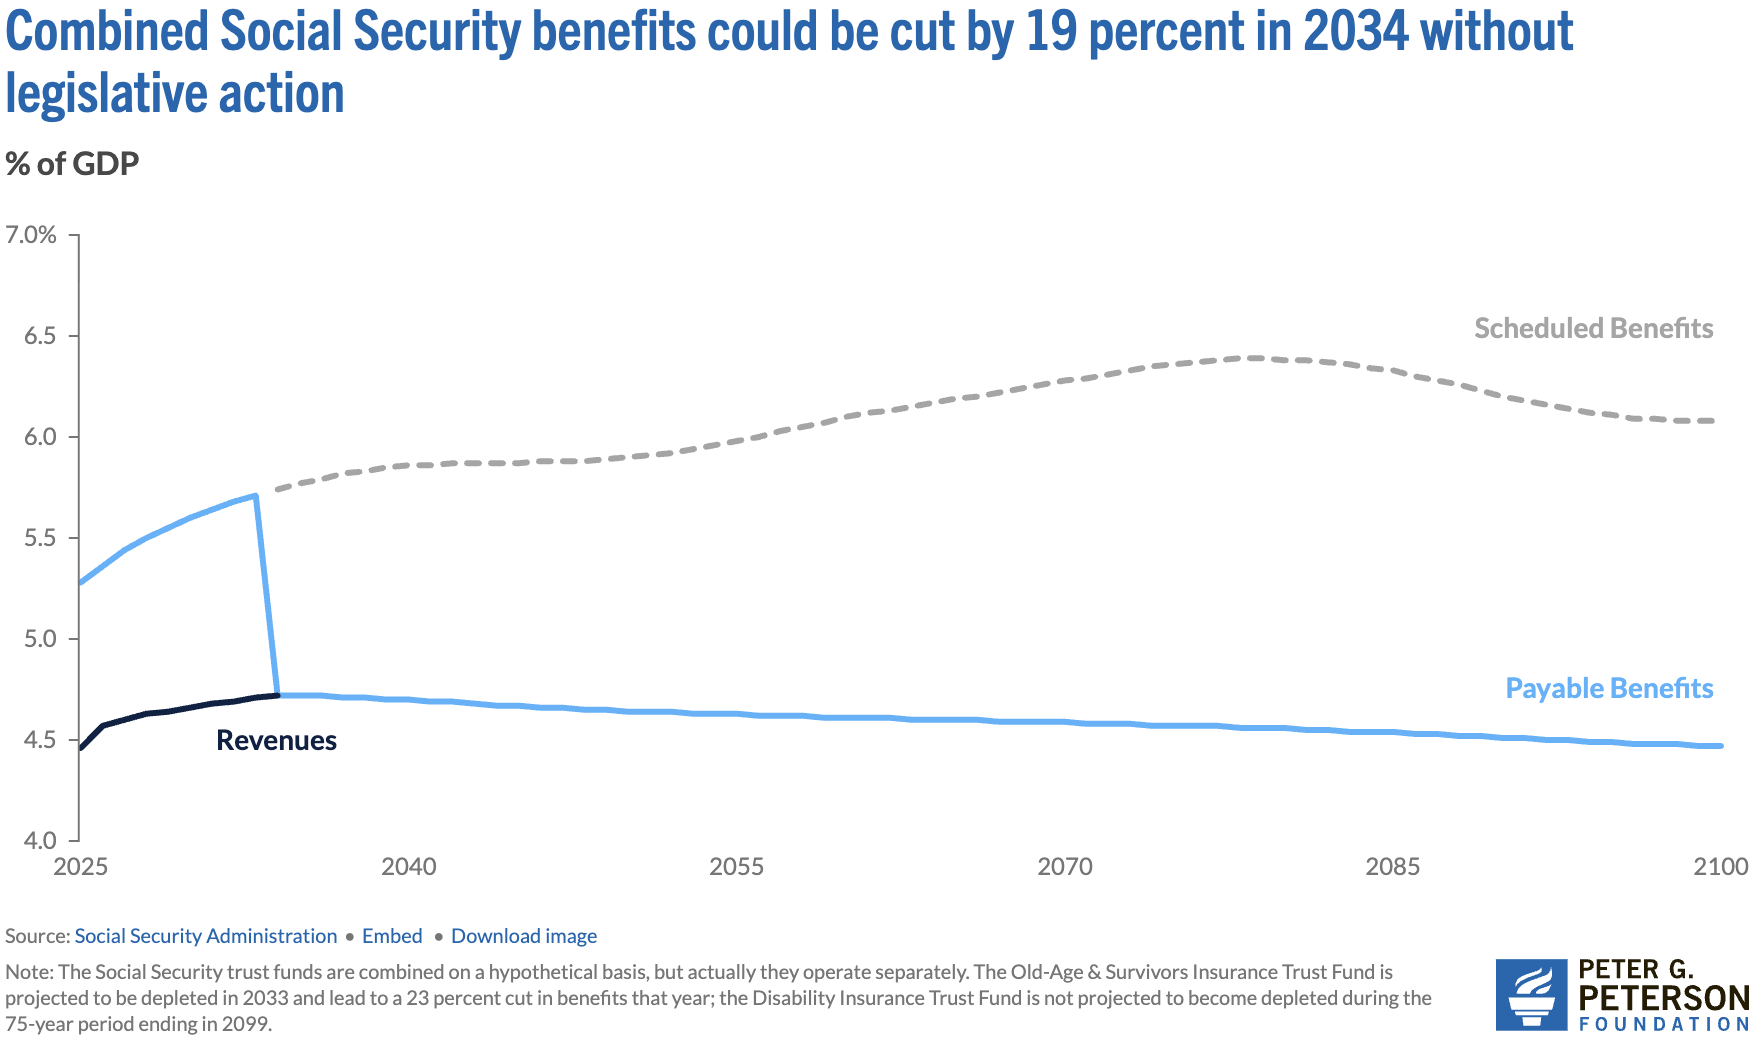 Combined Social Security benefits could be cut by 19 percent in 2034 without
legislative action
% of GDP
7.0%
6.5
Scheduled Benefits
6.0
5.5
5.0
Payable Benefits
4.5
Revenues
4.0
2025 2040 2055 2070 2085 2100
Source: Social Security Administration • Embed • Download image
Note: The Social Security trust funds are combined on a hypothetical basis, but actually they operate separately. The Old-Age & Survivors Insurance Trust Fund is
projected to be depleted in 2033 and lead to a 23 percent cut in benefits that year; the Disability Insurance Trust Fund is not projected to become depleted during the
75-year period ending in 2099.
PETER G.
PETERSON
FOUNDATION